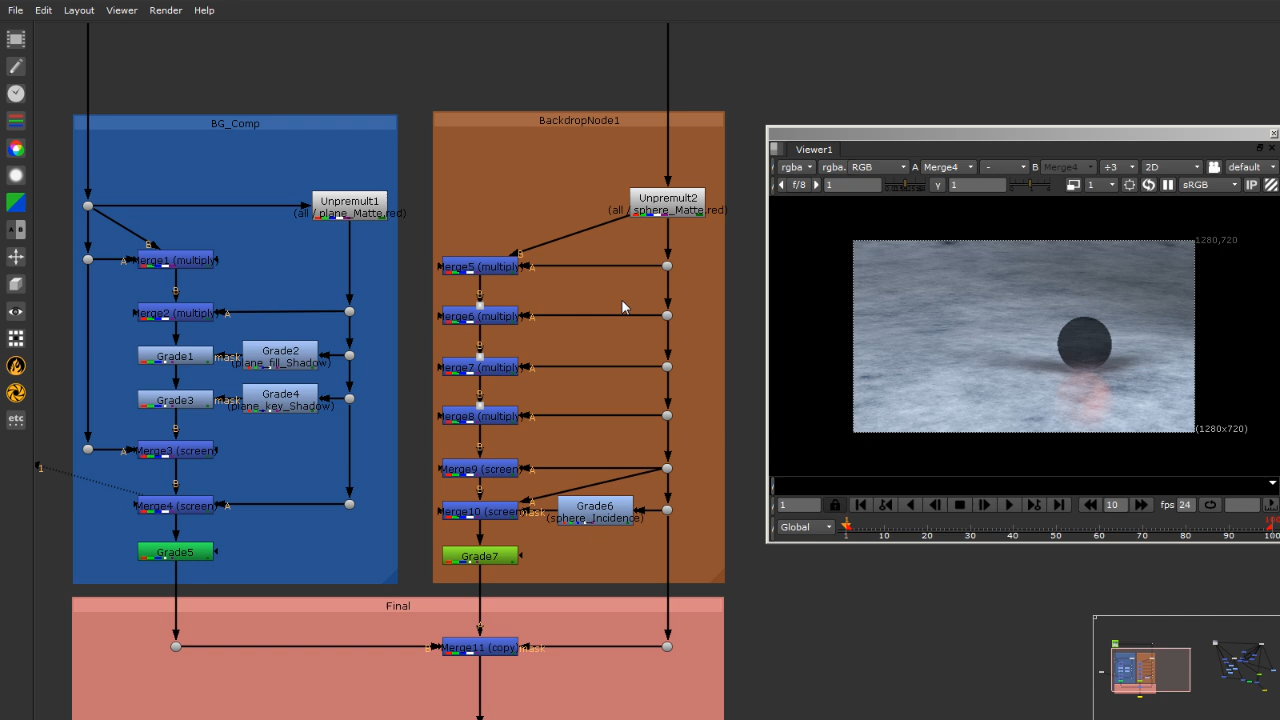 File Edit Layout Viewer Render Help
BG_Comp
Unpremult1
(all / plane_Matte.red)
B
A Merge1 (multiply)
B
Merge2 (multiply) A
Grade1 mask Grade2
(plane_fill_Shadow)
Grade3 mask Grade4
(plane_key_Shadow)
B
A Merge3 (screen)
B
1
Merge4 (screen) A
Grade5
BackdropNode1
Unpremult2
(all / sphere_Matte.red)
B
Merge5 (multiply) A
B
Merge6 (multiply) A
B
Merge7 (multiply) A
B
Merge8 (multiply) A
B
Merge9 (screen) A
B A
Merge10 (screen) mask Grade6
(sphere_Incidence)
Grade7
Final
A
B Merge11 (copy) mask
A B
etc
Viewer1
rgba rgba. RGB A Merge4 - B Merge4 ÷3 2D default
f/8 1 γ 1 1 sRGB IP
1280,720
(1280x720)
1 10 fps 24
Global 1 10 20 30 40 50 60 70 80 90 100